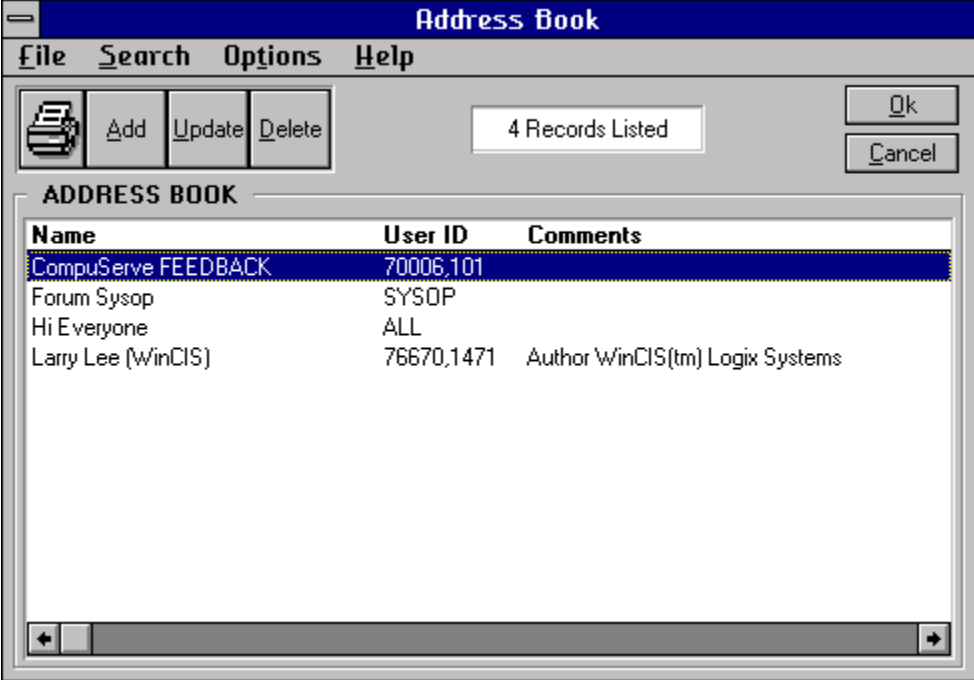 Address Book
File Search Options Help
Add Update Delete 4 Records Listed Ok
Cancel
ADDRESS BOOK
Name User ID Comments
CompuServe FEEDBACK 70006,101
Forum Sysop SYSOP
Hi Everyone ALL
Larry Lee (WinCIS) 76670,1471 Author WinCIS(tm) Logix Systems